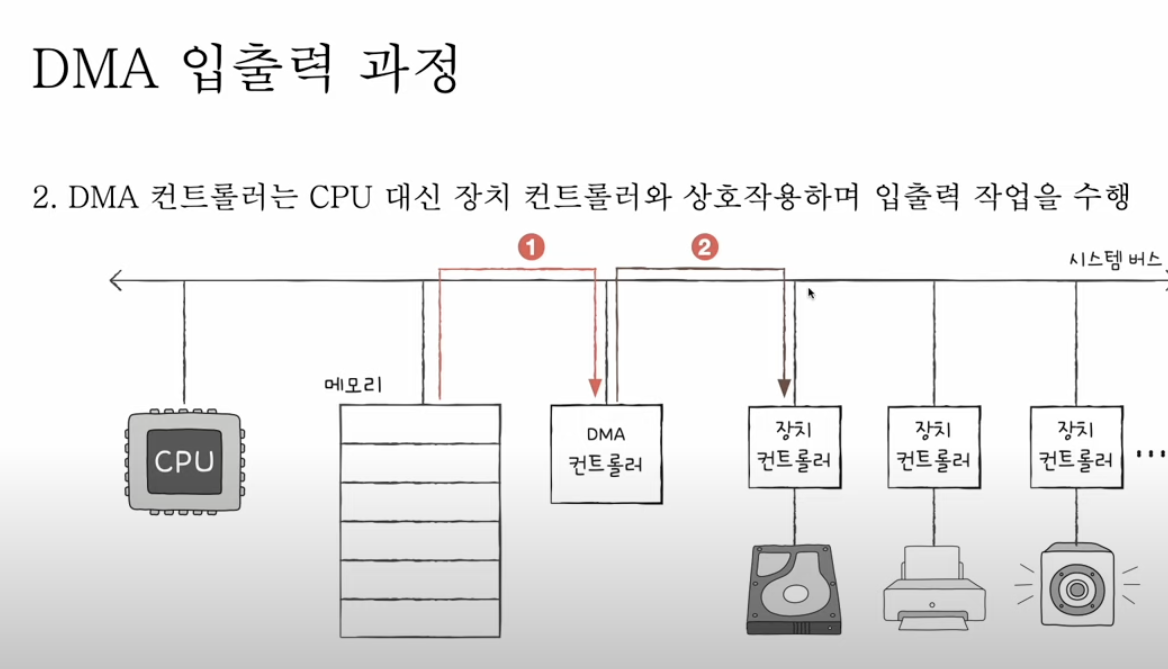 DMA 입출력 과정
2. DMA 컨트롤러는 CPU 대신 장치 컨트롤러와 상호작용하며 입출력 작업을 수행
1
2
시스템 버스
메모리
CPU
DMA
컨트롤러
장치
컨트롤러
장치
컨트롤러
장치
컨트롤러
...